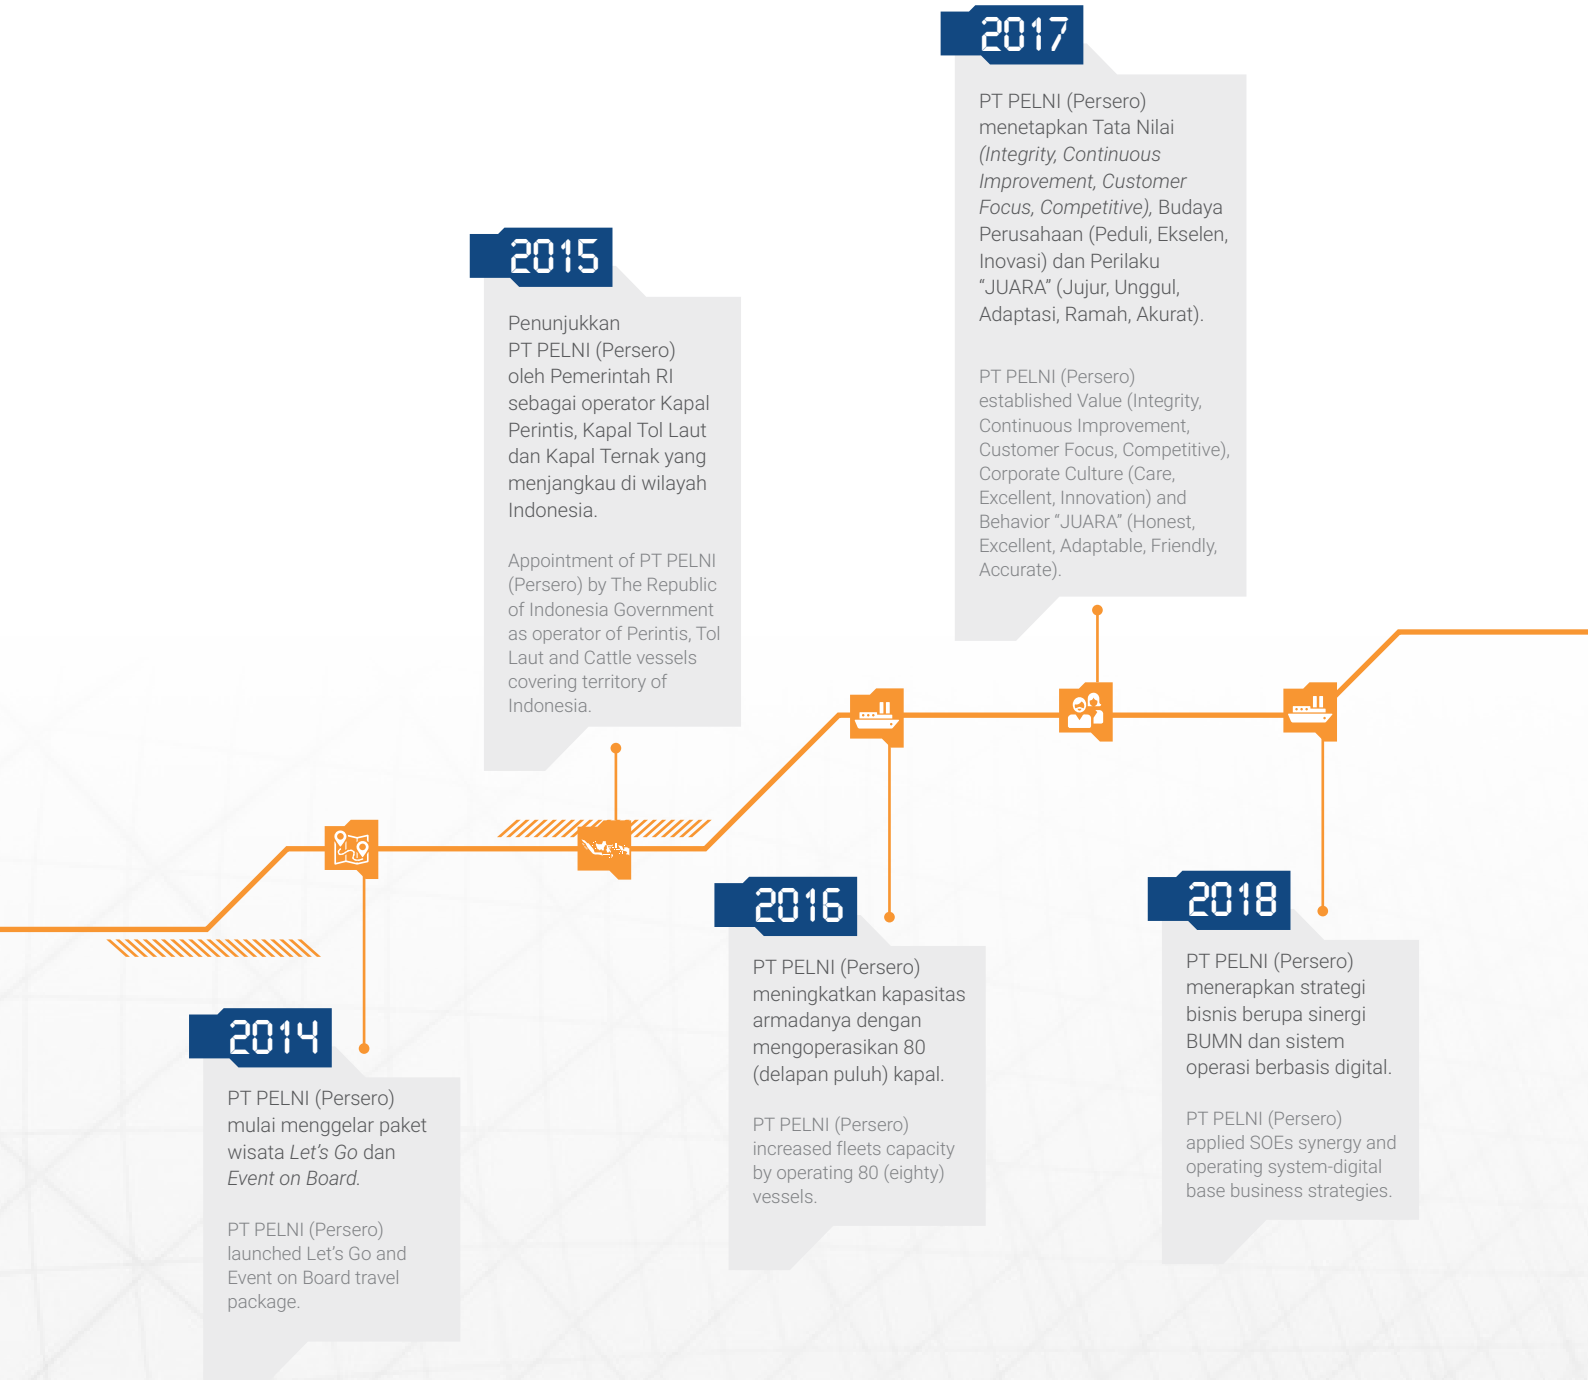 2014
PT PELNI (Persero)
mulai menggelar paket
wisata Let's Go dan
Event on Board.
PT PELNI (Persero)
launched Let's Go and
Event on Board travel
package.
2015
Penunjukkan
PT PELNI (Persero)
oleh Pemerintah RI
sebagai operator Kapal
Perintis, Kapal Tol Laut
dan Kapal Ternak yang
menjangkau di wilayah
Indonesia.
Appointment of PT PELNI
(Persero) by The Republic
of Indonesia Government
as operator of Perintis, Tol
Laut and Cattle vessels
covering territory of
Indonesia.
2016
PT PELNI (Persero)
meningkatkan kapasitas
armadanya dengan
mengoperasikan 80
(delapan puluh) kapal.
PT PELNI (Persero)
increased fleets capacity
by operating 80 (eighty)
vessels.
2017
PT PELNI (Persero)
menetapkan Tata Nilai
(Integrity, Continuous
Improvement, Customer
Focus, Competitive), Budaya
Perusahaan (Peduli, Ekselen,
Inovasi) dan Perilaku
“JUARA” (Jujur, Unggul,
Adaptasi, Ramah, Akurat).
PT PELNI (Persero)
established Value (Integrity,
Continuous Improvement,
Customer Focus, Competitive),
Corporate Culture (Care,
Excellent, Innovation) and
Behavior “JUARA” (Honest,
Excellent, Adaptable, Friendly,
Accurate).
2018
PT PELNI (Persero)
menerapkan strategi
bisnis berupa sinergi
BUMN dan sistem
operasi berbasis digital.
PT PELNI (Persero)
applied SOEs synergy and
operating system-digital
base business strategies.